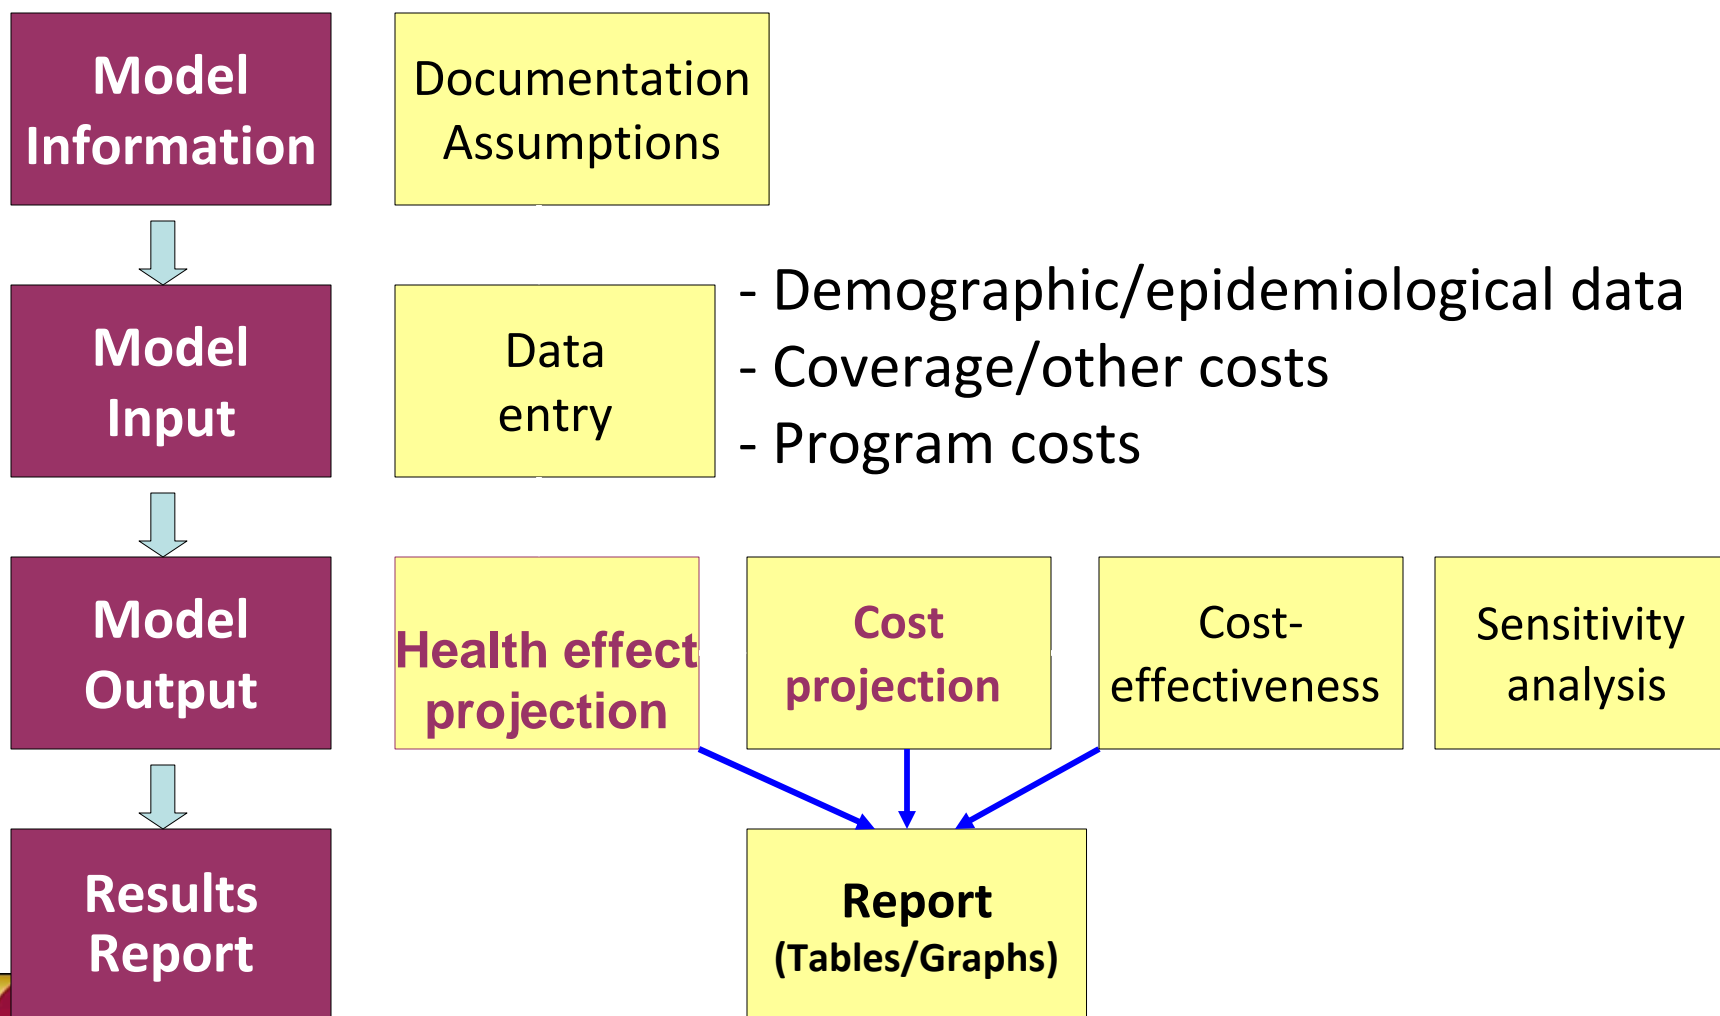 Model
Information
Documentation
Assumptions
Model
Input
Data
entry
- Demographic/epidemiological data
- Coverage/other costs
- Program costs
Model
Output
Health effect
projection
Cost
projection
Cost-
effectiveness
Sensitivity
analysis
Results
Report
Report
(Tables/Graphs)